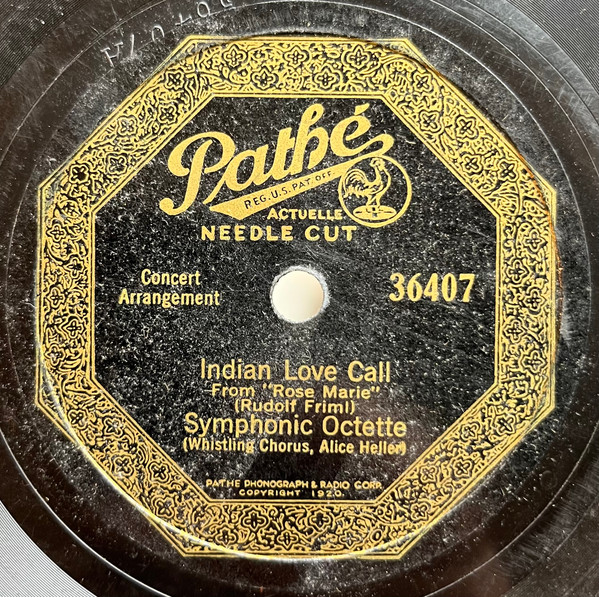 Pathé
REG. U.S. PAT. OFF.
ACTUELLE
NEEDLE CUT
Concert
Arrangement
36407
Indian Love Call
From "Rose Marie"
(Rudolf Friml)
Symphonic Octette
(Whistling Chorus, Alice Heller)
PATHE PHONOGRAPH & RADIO CORP.
COPYRIGHT 1920